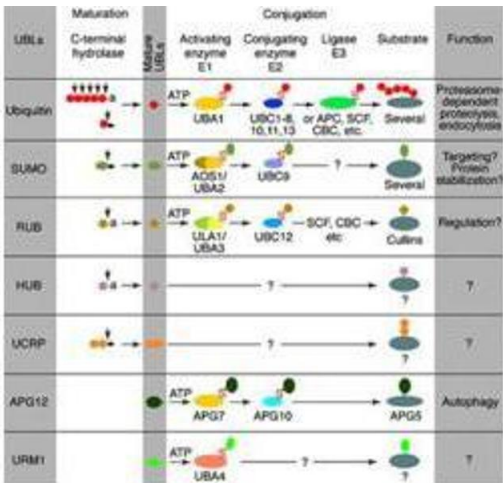 Maturation
Conjugation
UBLs
C-terminal
hydrolase
Mature
UBLs
Activating
enzyme
E1
Conjugating
enzyme
E2
Ligase
E3
Substrate
Function
Ubiquitin
ATP
UBA1
UBC1-8,
10,11,13
or APC, SCF,
CBC, etc.
Several
Proteasome-
dependent
proteolysis,
endocytosis
SUMO
ATP
AOS1/
UBA2
UBC9
?
Several
Targeting?
Protein
stabilization?
RUB
ATP
ULA1/
UBA3
UBC12
SCF, CBC
etc
Cullins
Regulation?
HUB
?
?
?
UCRP
?
?
?
APG12
ATP
APG7
APG10
APG5
Autophagy
URM1
ATP
UBA4
?
?
?